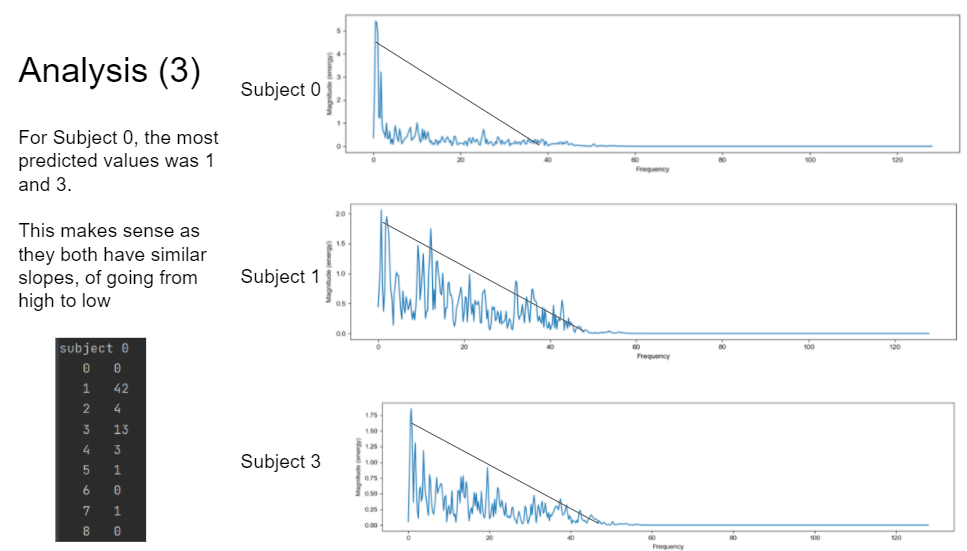 Analysis (3)
For Subject 0, the most
predicted values was 1
and 3.
This makes sense as
they both have similar
slopes, of going from
high to low
subject 0
0 0
1 42
2 4
3 13
4 3
5 1
6 0
7 1
8 0
Subject 0
Magnitude (energy)
5
4
3
2
1
0
0 20 40 60 80 100 120
Frequency
Subject 1
Magnitude (energy)
2.0
1.5
1.0
0.5
0.0
0 20 40 60 80 100 120
Frequency
Subject 3
Magnitude (energy)
1.75
1.50
1.25
1.00
0.75
0.50
0.25
0.00
0 20 40 60 80 100 120
Frequency